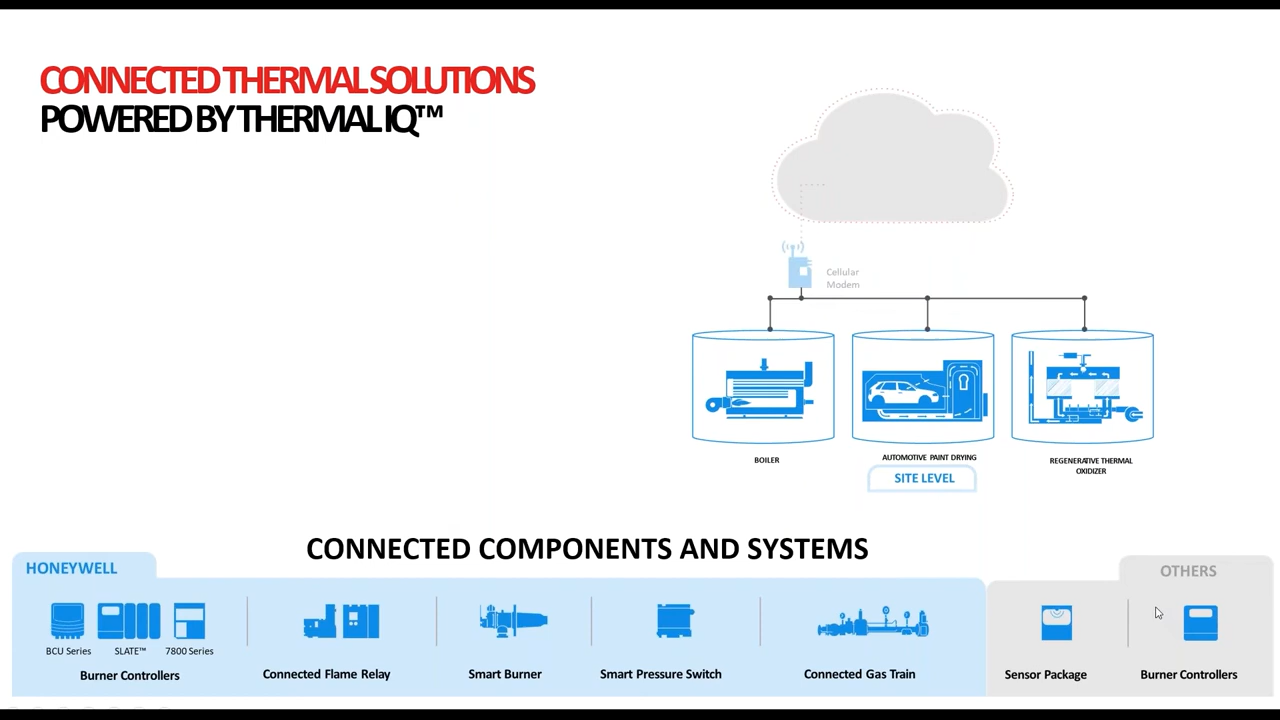 CONNECTED THERMAL SOLUTIONS
POWERED BY THERMAL IQ™
Cellular
Modem
BOILER
AUTOMOTIVE PAINT DRYING
REGENERATIVE THERMAL
OXIDIZER
SITE LEVEL
CONNECTED COMPONENTS AND SYSTEMS
HONEYWELL
OTHERS
BCU Series
SLATE™
7800 Series
Burner Controllers
Connected Flame Relay
Smart Burner
Smart Pressure Switch
Connected Gas Train
Sensor Package
Burner Controllers